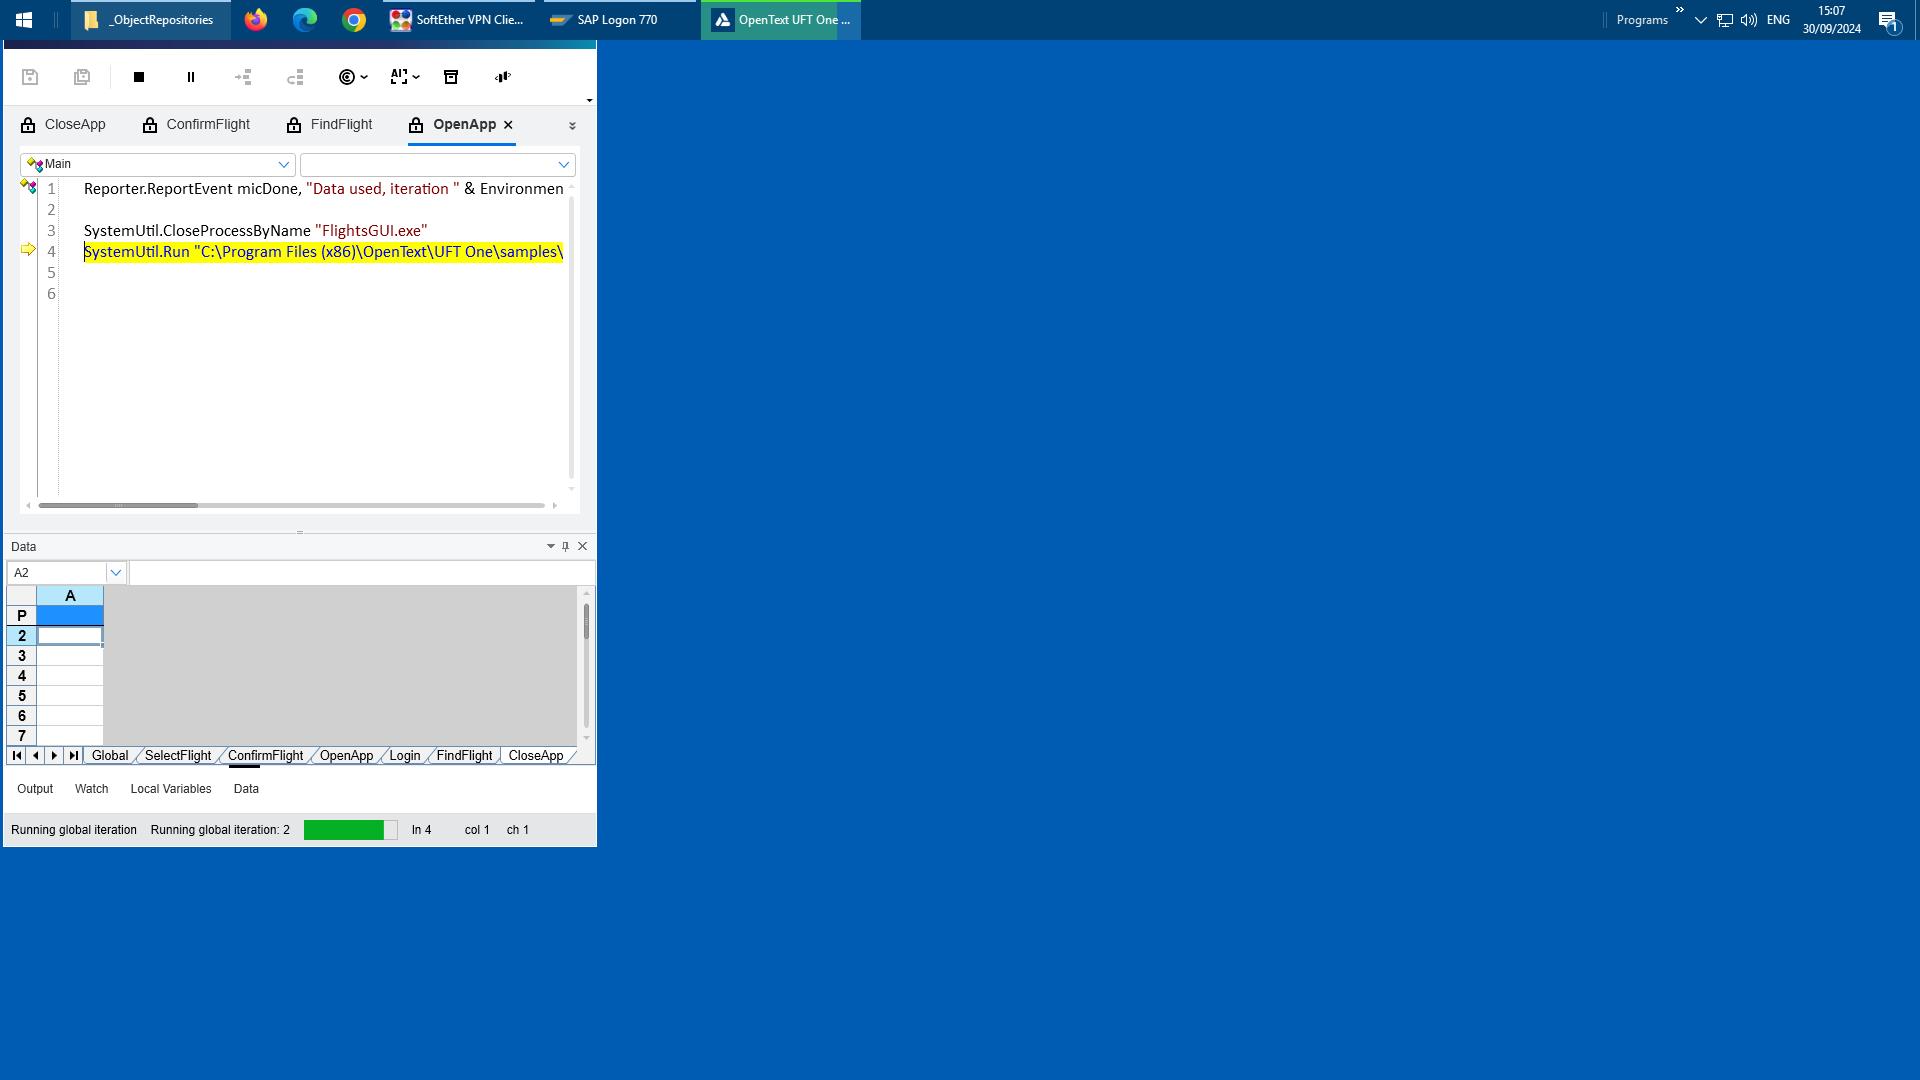 _ObjectRepositories
SoftEther VPN Clie...
SAP Logon 770
OpenText UFT One ...
Programs
ENG
15:07
30/09/2024
1
AI
CloseApp
ConfirmFlight
FindFlight
OpenApp
Main
1 Reporter.ReportEvent micDone, "Data used, iteration " & Environmen
2
3 SystemUtil.CloseProcessByName "FlightsGUI.exe"
4 SystemUtil.Run "C:\Program Files (x86)\OpenText\UFT One\samples\
5
6
Data
A2
A
P
2
3
4
5
6
7
Global SelectFlight ConfirmFlight OpenApp Login FindFlight CloseApp
Output Watch Local Variables Data
Running global iteration Running global iteration: 2 ln 4 col 1 ch 1